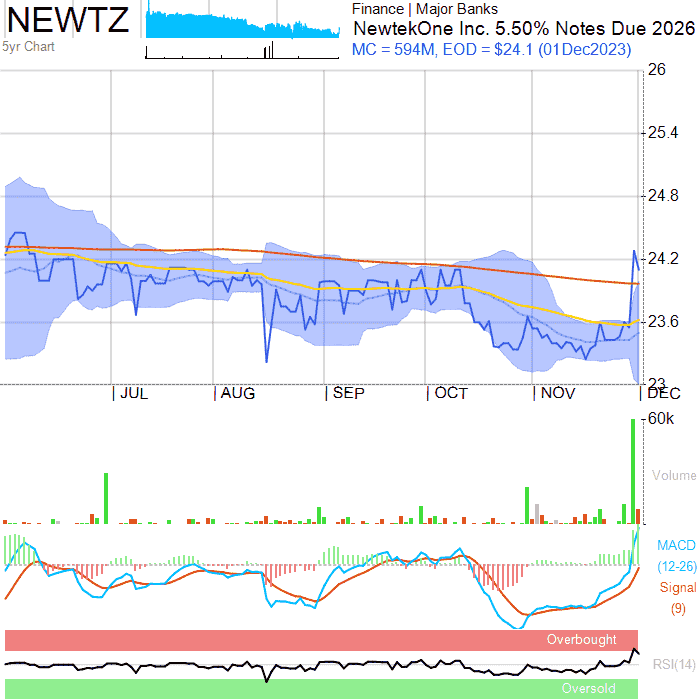 NEWTZ
Finance | Major Banks
NewtekOne Inc. 5.50% Notes Due 2026
5yr Chart
MC = 594M, EOD = $24.1 (01Dec2023)
26
25.4
24.8
24.2
23.6
23
JUL
AUG
SEP
OCT
NOV
DEC
60k
Volume
MACD
(12-26)
Signal
(9)
Overbought
RSI(14)
Oversold